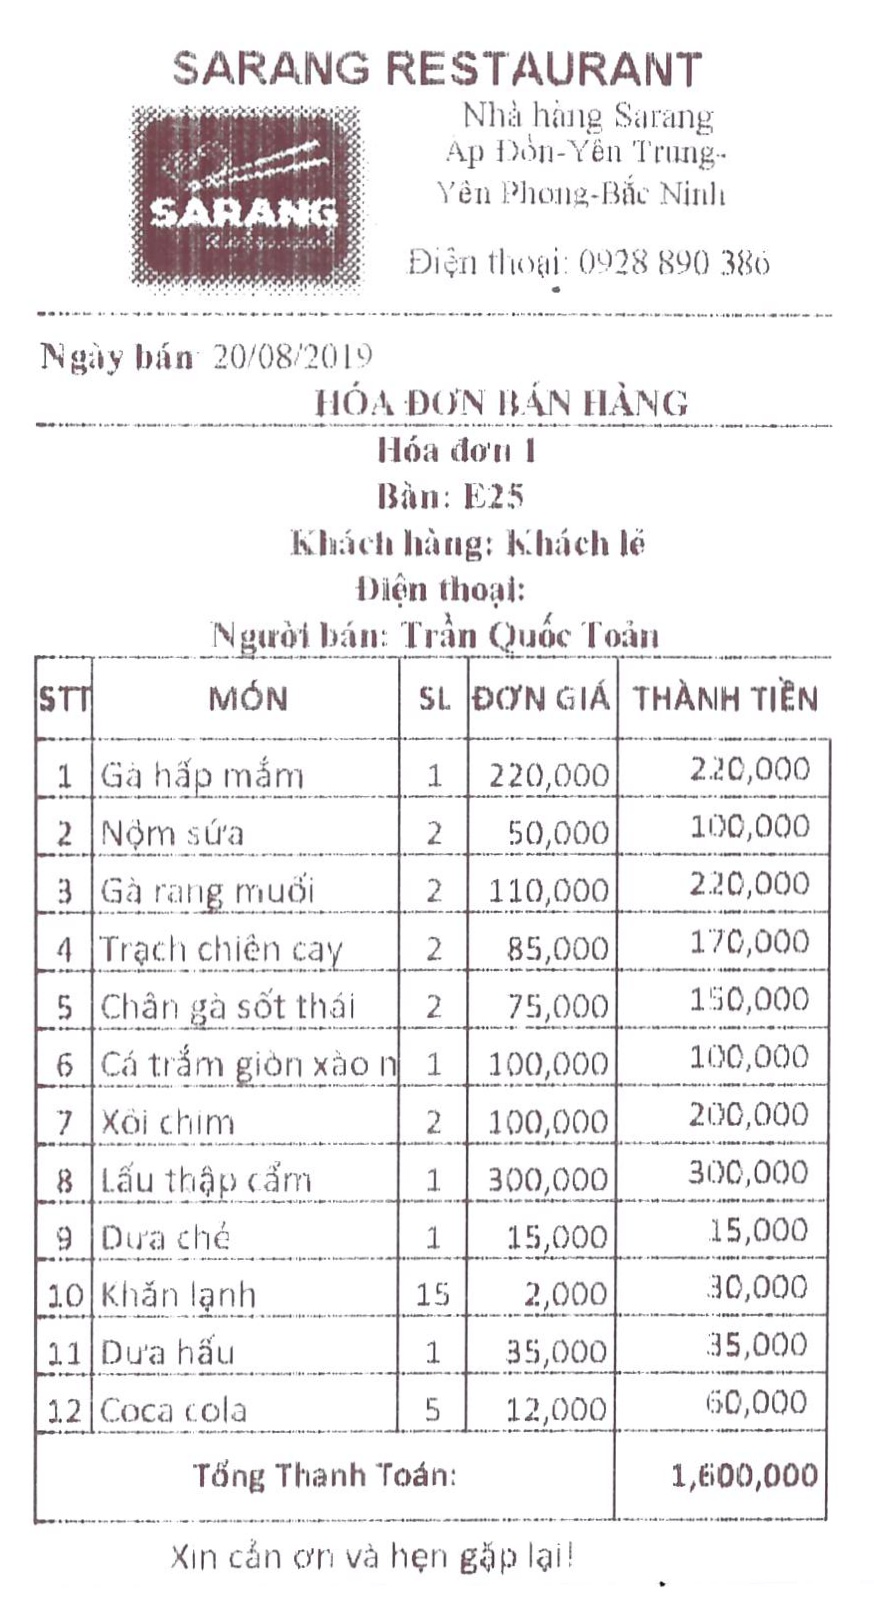 SARANG RESTAURANT
SARANG
Restaurant
Nhà hàng Sarang
Ấp Đồn-Yên Trung-
Yên Phong-Bắc Ninh
Điện thoại: 0928 890 386
Ngày bán 20/08/2019
HÓA ĐƠN BÁN HÀNG
Hóa đơn 1
Bàn: E25
Khách hàng: Khách lẻ
Điện thoại:
Người bán: Trần Quốc Toản
STT MÓN SL ĐƠN GIÁ THÀNH TIỀN
1 Gà hấp mắm 1 220,000 220,000
2 Nộm sứa 2 50,000 100,000
3 Gà rang muối 2 110,000 220,000
4 Trạch chiên cay 2 85,000 170,000
5 Chân gà sốt thái 2 75,000 150,000
6 Cá trắm giòn xào n 1 100,000 100,000
7 Xôi chim 2 100,000 200,000
8 Lẩu thập cẩm 1 300,000 300,000
9 Dưa chẻ 1 15,000 15,000
10 Khăn lạnh 15 2,000 30,000
11 Dưa hấu 1 35,000 35,000
12 Coca cola 5 12,000 60,000
Tổng Thanh Toán: 1,600,000
Xin cản ơn và hẹn gặp lại!